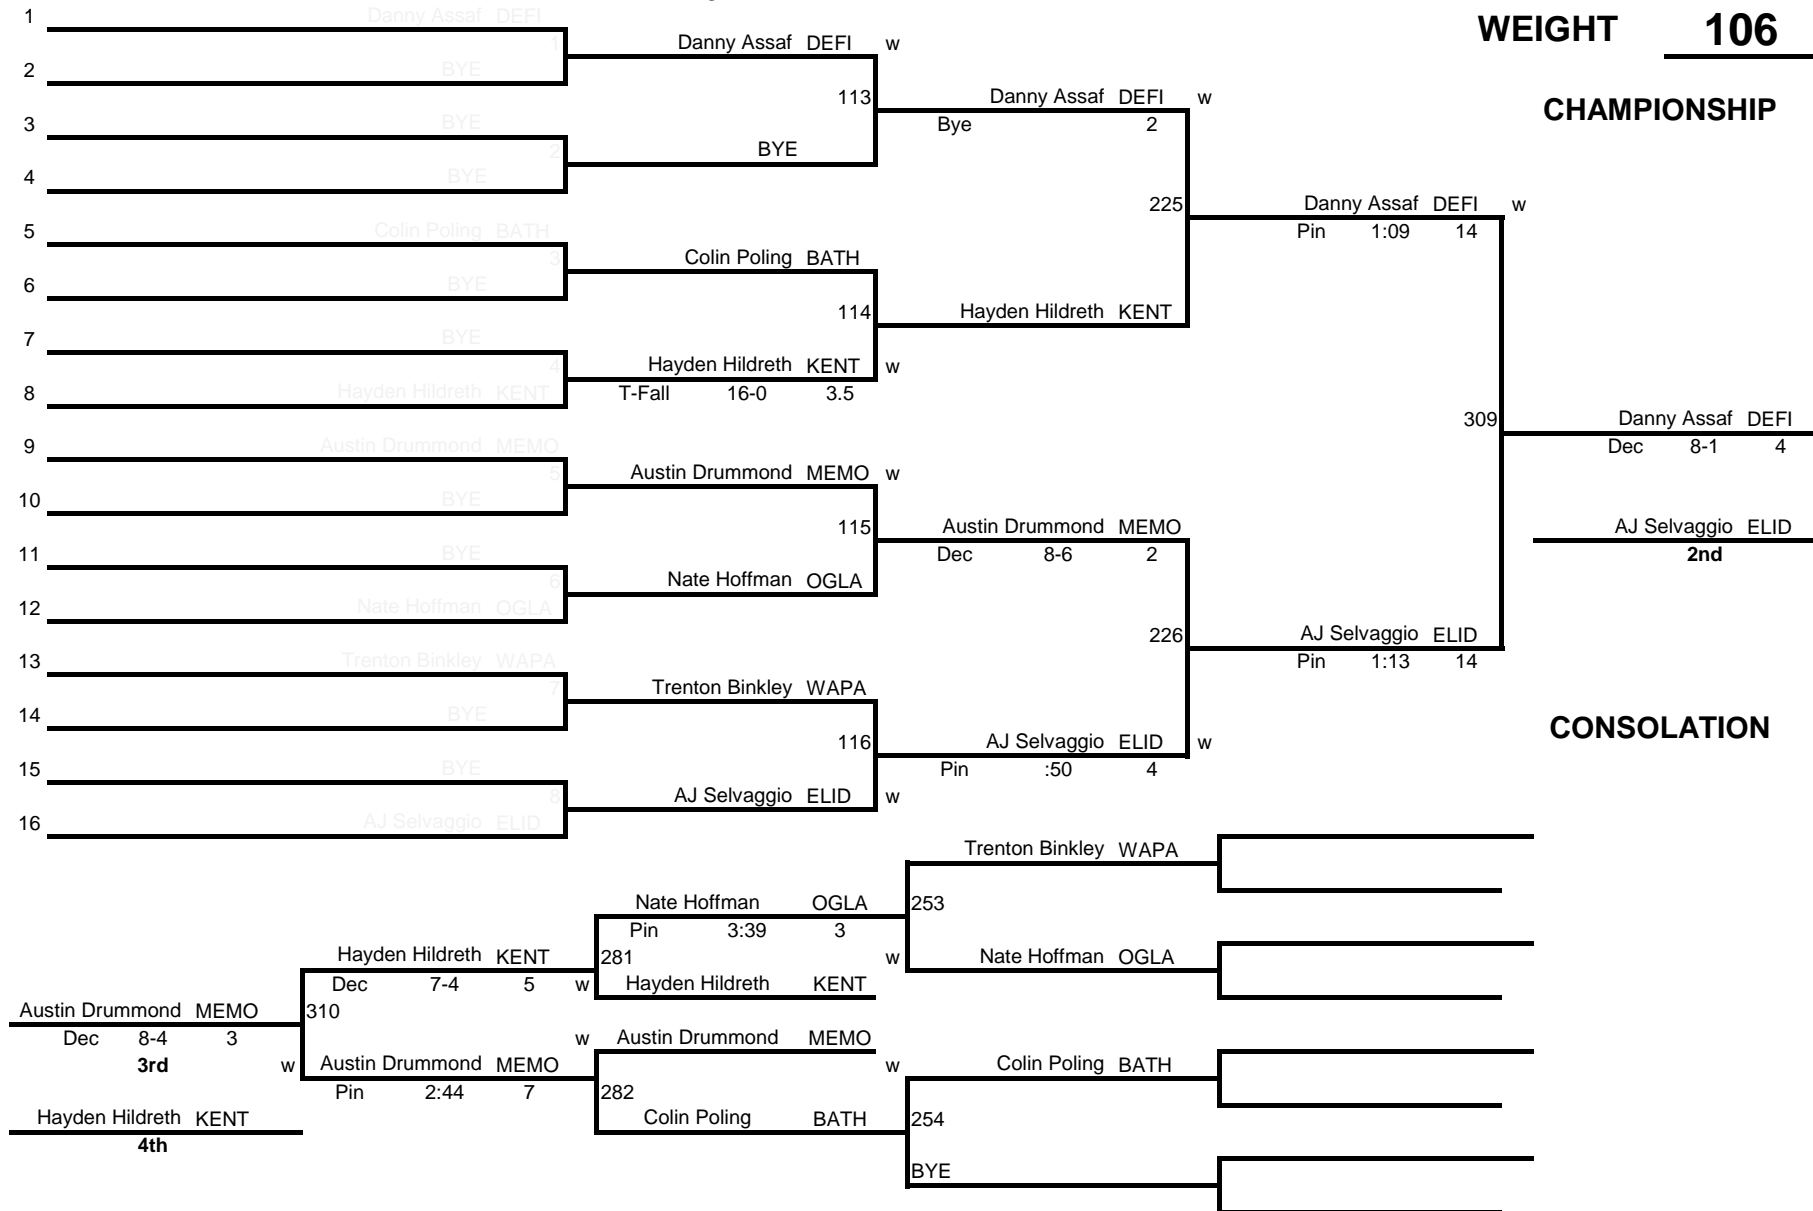 1 Danny Assaf DEFI
WEIGHT 106
1 Danny Assaf DEFI w
2 BYE
113 Danny Assaf DEFI w
CHAMPIONSHIP
3 BYE
Bye 2
2 BYE
4 BYE
225 Danny Assaf DEFI w
5 Colin Poling BATH
Pin 1:09 14
3 Colin Poling BATH
6 BYE
114 Hayden Hildreth KENT
7 BYE
4 Hayden Hildreth KENT w
8 Hayden Hildreth KENT
T-Fall 16-0 3.5
309 Danny Assaf DEFI
9 Austin Drummond MEMO
Dec 8-1 4
5 Austin Drummond MEMO w
10 BYE
115 Austin Drummond MEMO
AJ Selvaggio ELID
11 BYE
Dec 8-6 2
2nd
6 Nate Hoffman OGLA
12 Nate Hoffman OGLA
226 AJ Selvaggio ELID
13 Trenton Binkley WAPA
Pin 1:13 14
7 Trenton Binkley WAPA
14 BYE
CONSOLATION
116 AJ Selvaggio ELID w
15 BYE
Pin :50 4
8 AJ Selvaggio ELID w
16 AJ Selvaggio ELID
Trenton Binkley WAPA
Nate Hoffman OGLA 253
Pin 3:39 3
Hayden Hildreth KENT 281 w Nate Hoffman OGLA
Dec 7-4 5 w Hayden Hildreth KENT
Austin Drummond MEMO 310
Dec 8-4 3 w Austin Drummond MEMO
3rd w Austin Drummond MEMO w Colin Poling BATH
Pin 2:44 7 282
Hayden Hildreth KENT Colin Poling BATH 254
4th
BYE